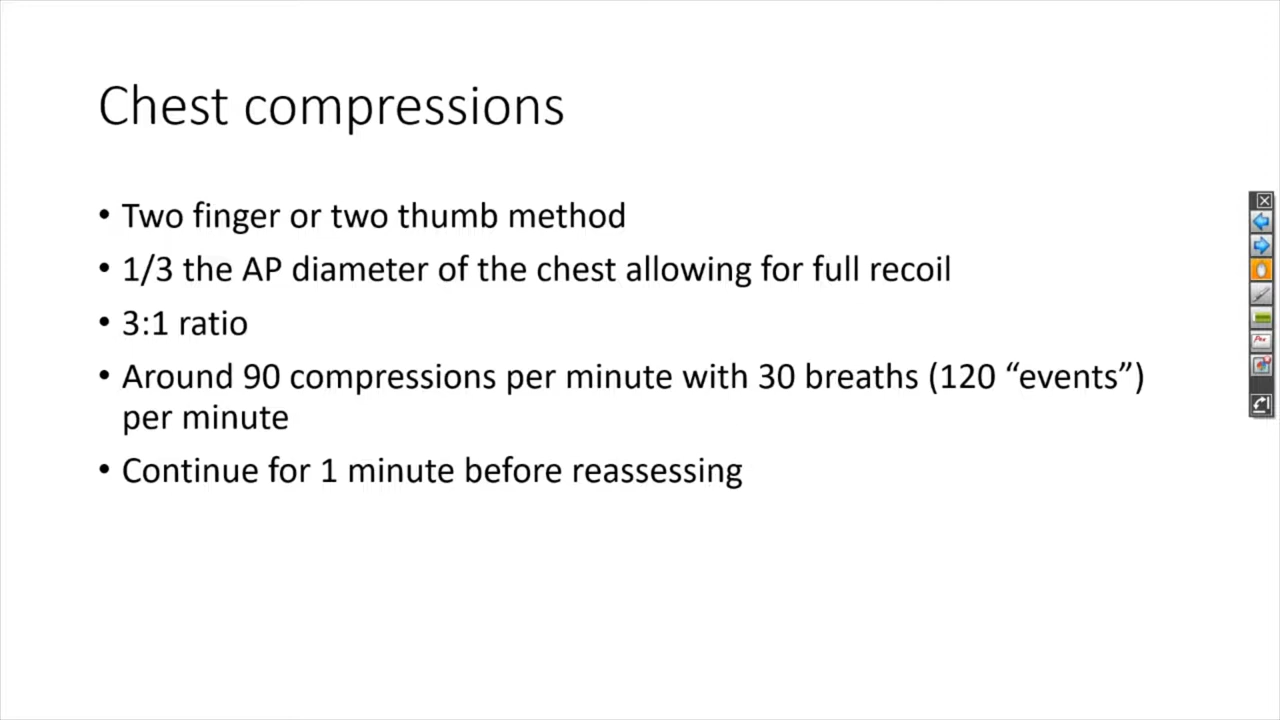 Chest compressions
• Two finger or two thumb method
• 1/3 the AP diameter of the chest allowing for full recoil
• 3:1 ratio
• Around 90 compressions per minute with 30 breaths (120 “events”)
per minute
• Continue for 1 minute before reassessing